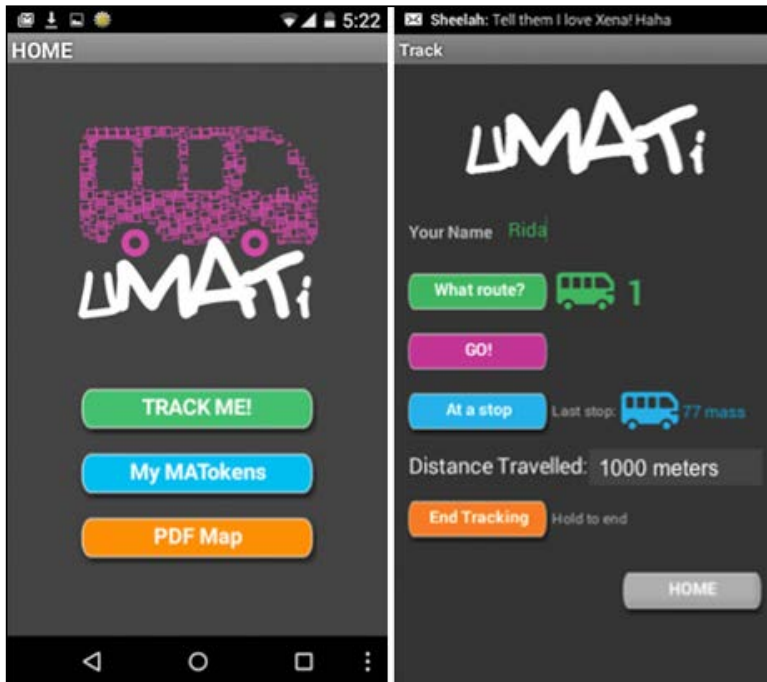 5:22
HOME
uMATi
TRACK ME!
My MATokens
PDF Map
Sheelah: Tell them I love Xena! Haha
Track
uMATi
Your Name Rida
What route? 1
GO!
At a stop Last stop: 77 mass
Distance Travelled: 1000 meters
End Tracking Hold to end
HOME